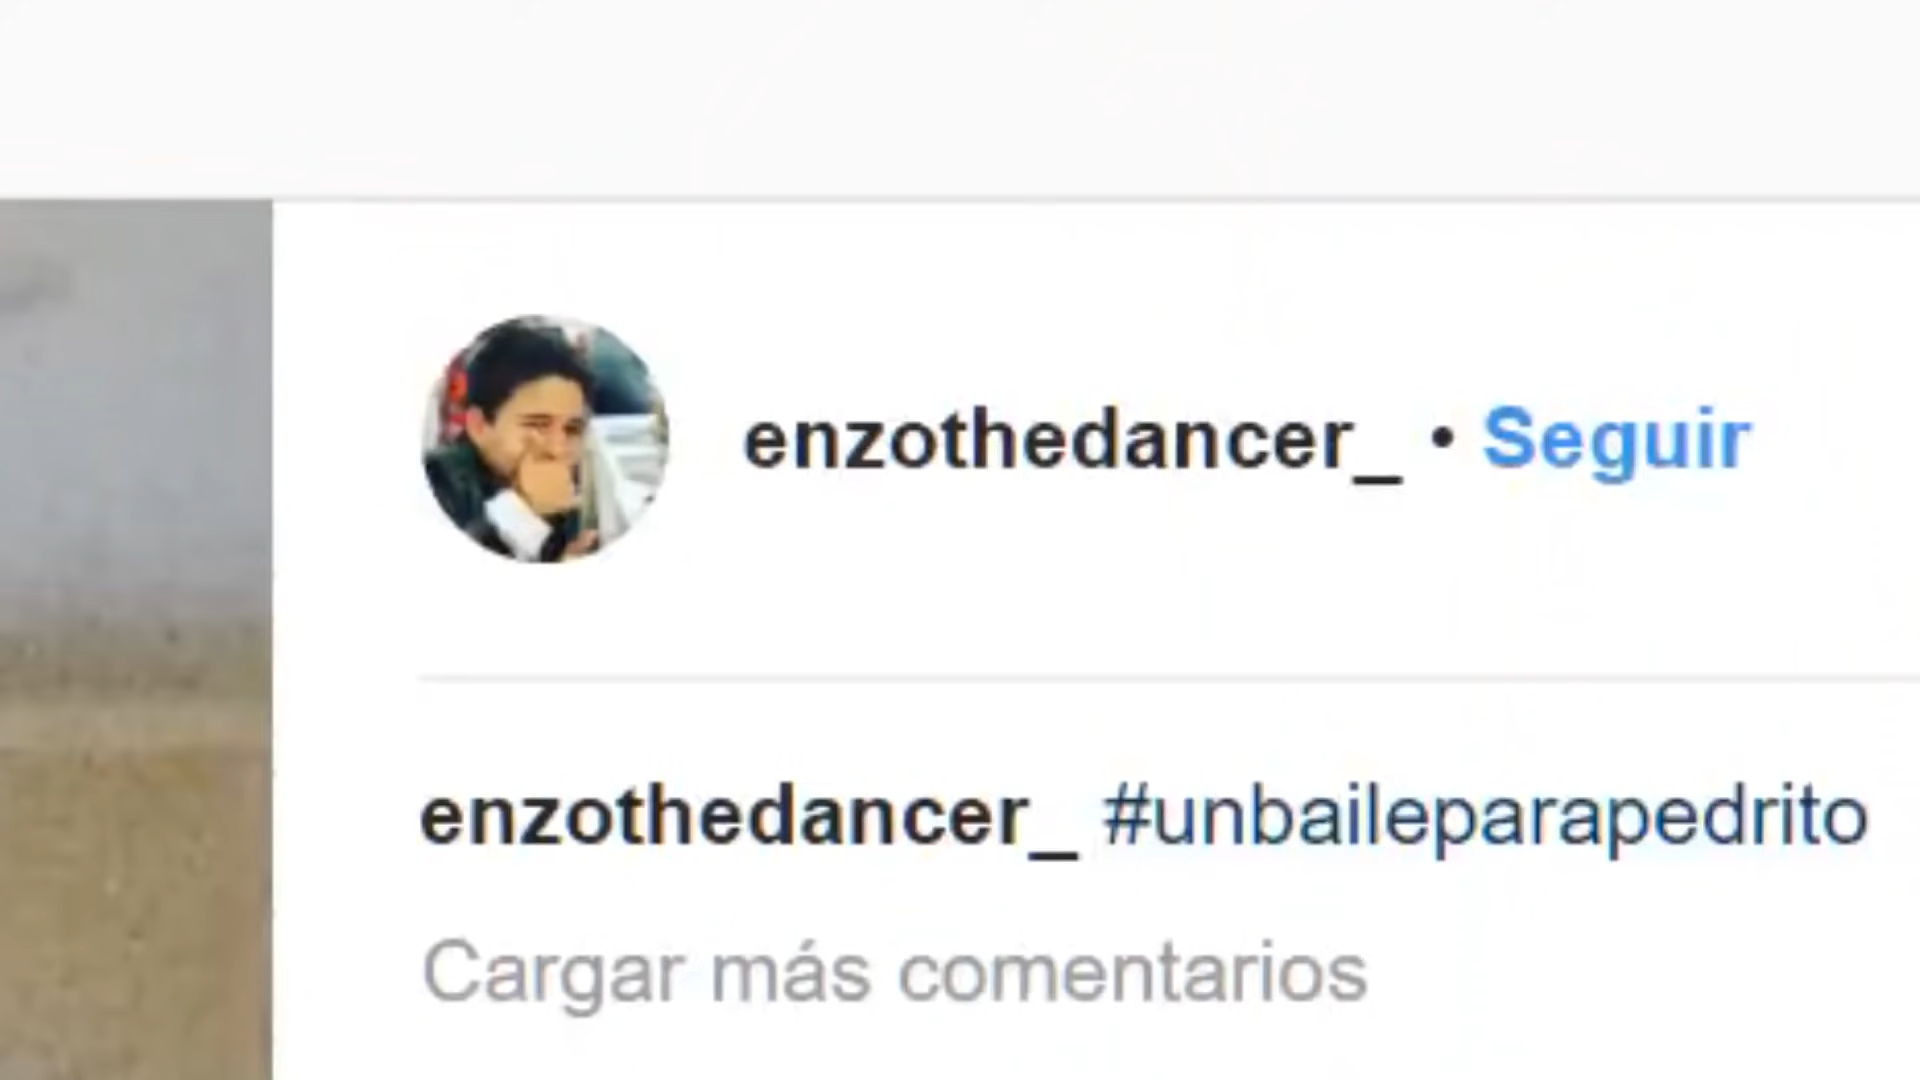 enzothedancer_ • Seguir
enzothedancer_ #unbaileparapedrito
Cargar más comentarios